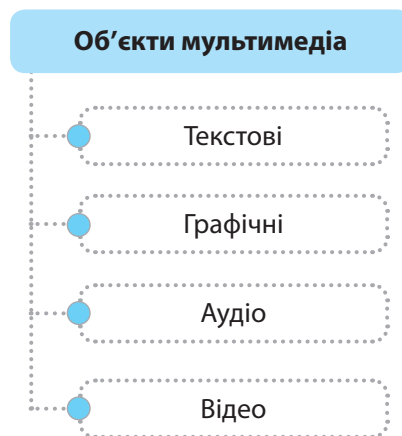 Об’єкти мультимедіа
Текстові
Графічні
Аудіо
Відео